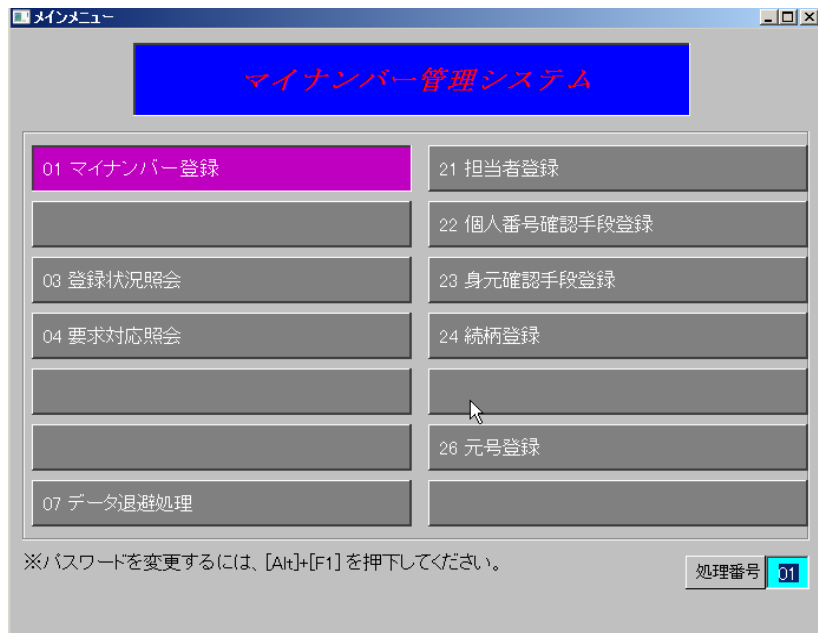 メインメニュー
マイナンバー管理システム
01 マイナンバー登録
03 登録状況照会
04 要求対応照会
07 データ退避処理
21 担当者登録
22 個人番号確認手段登録
23 身元確認手段登録
24 続柄登録
26 元号登録
※パスワードを変更するには、[Alt]+[F1]を押下してください。
処理番号 01